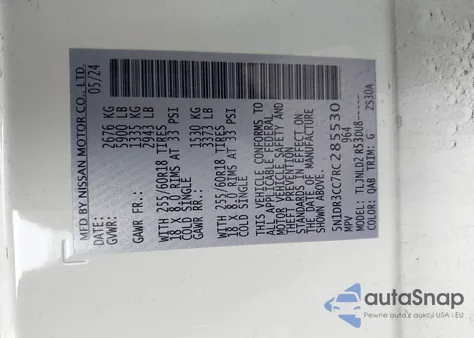 MFD BY NISSAN MOTOR CO., LTD.
DATE: 05/24
GVWR: 2676 KG
5900 LB
GAWR FR: 1335 KG
2943 LB
WITH 255/60R18 TIRES
18 X 8.0 RIMS AT 33 PSI
COLD SINGLE
GAWR RR: 1530 KG
3373 LB
WITH 255/60R18 TIRES
18 X 8.0 RIMS AT 33 PSI
COLD SINGLE
THIS VEHICLE CONFORMS TO
ALL APPLICABLE U.S. FEDERAL
MOTOR VEHICLE SAFETY AND
THEFT PREVENTION
STANDARDS IN EFFECT ON
THE DATE OF MANUFACTURE
SHOWN ABOVE.
5N1DR3CC7RC285530
MPV 964
MODEL: TLJNLD2 R53DU8-----
COLOR: QAB TRIM: G ZS30A
autoSnap
Pewne auta z aukcji USA i EU